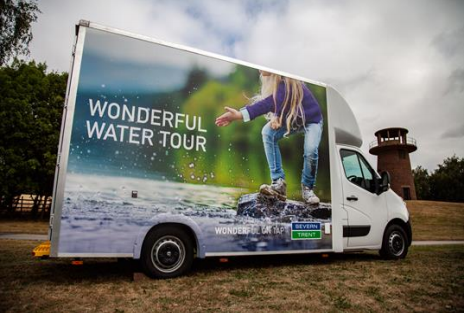 WONDERFUL
WATER TOUR
WONDERFUL ON TAP
SEVERN
TRENT